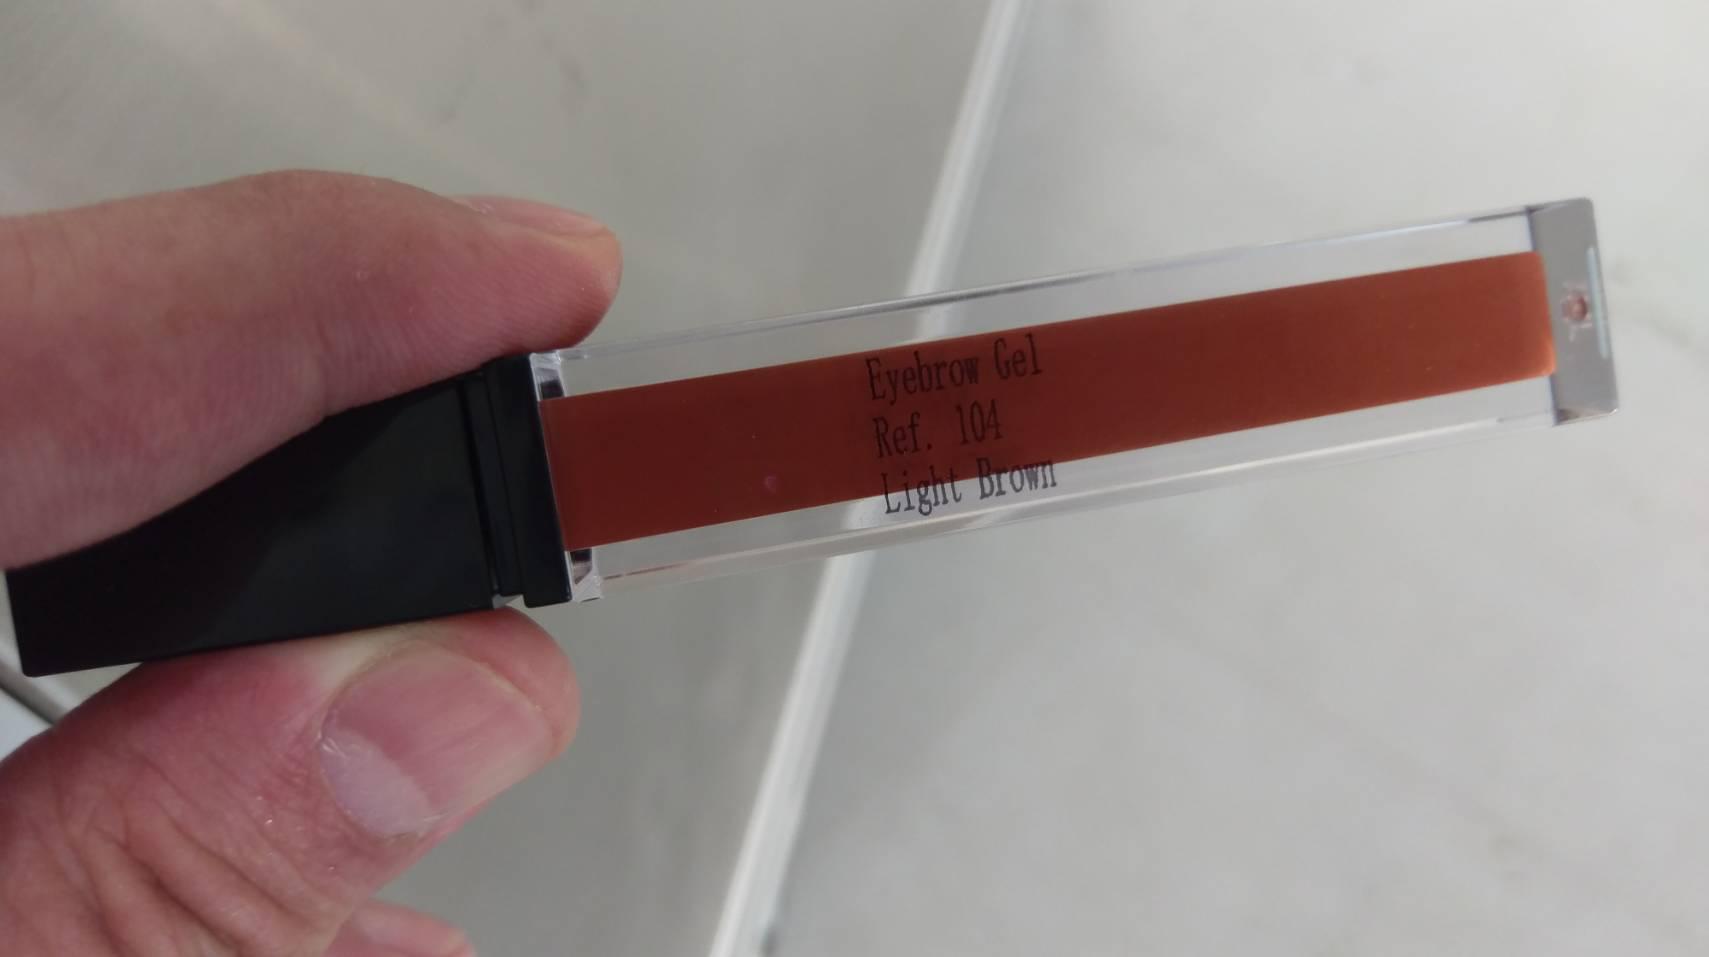 Eyebrow Gel
Ref. 104
Light Brown